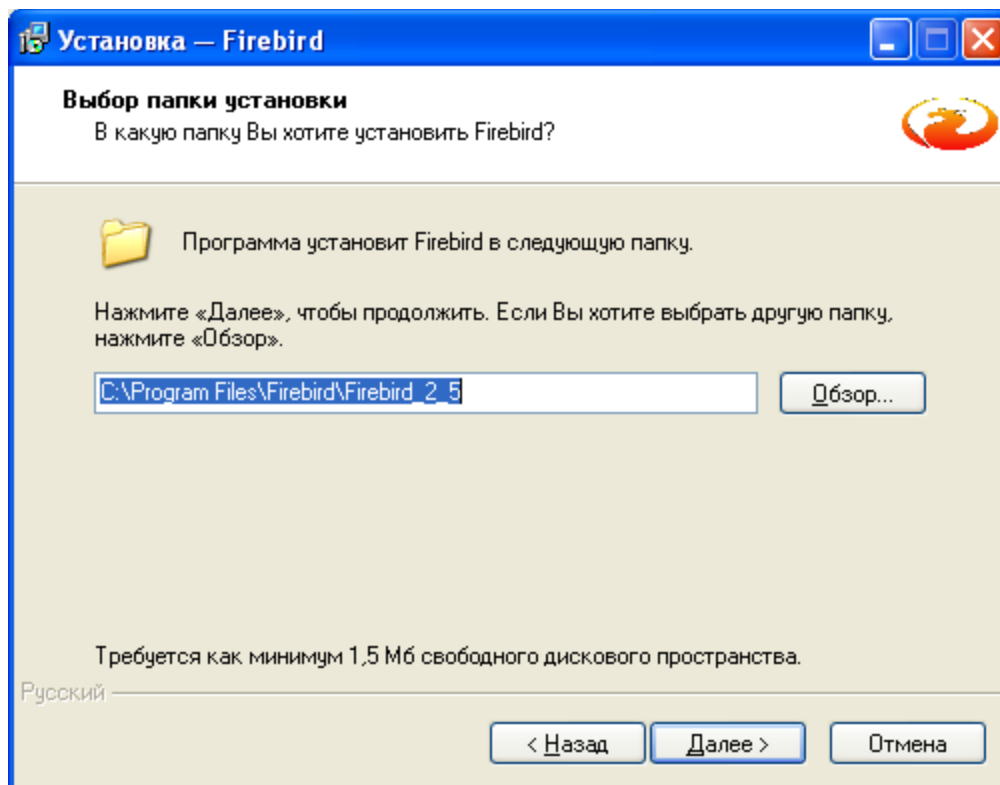 Установка — Firebird
Выбор папки установки
В какую папку Вы хотите установить Firebird?
Программа установит Firebird в следующую папку.
Нажмите «Далее», чтобы продолжить. Если Вы хотите выбрать другую папку,
нажмите «Обзор».
C:\Program Files\Firebird\Firebird_2_5
Обзор...
Требуется как минимум 1,5 Мб свободного дискового пространства.
Русский
< Назад
Далее >
Отмена